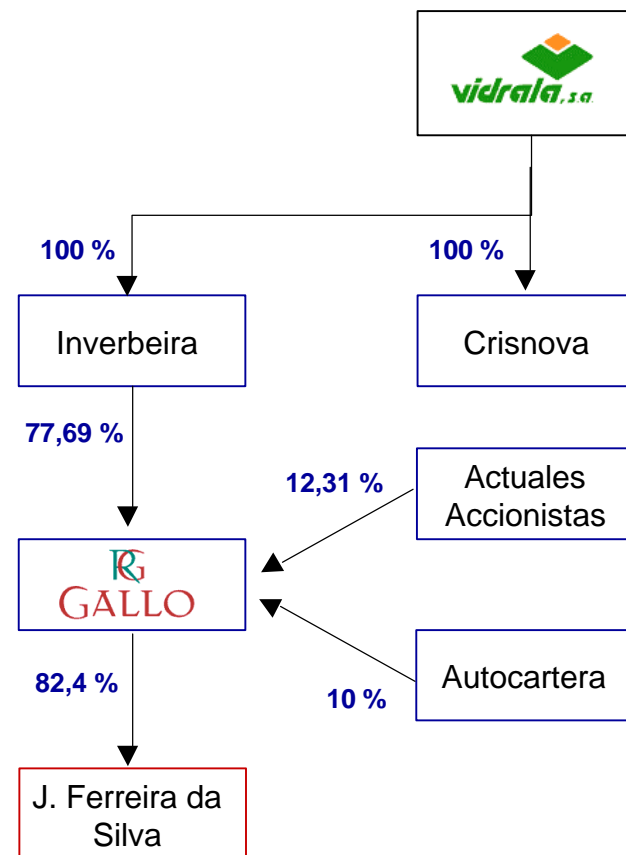 vidrala, s.a.
100 %
100 %
Inverbeira
Crisnova
77,69 %
12,31 %
Actuales
Accionistas
RG
GALLO
82,4 %
10 %
Autocartera
J. Ferreira da
Silva